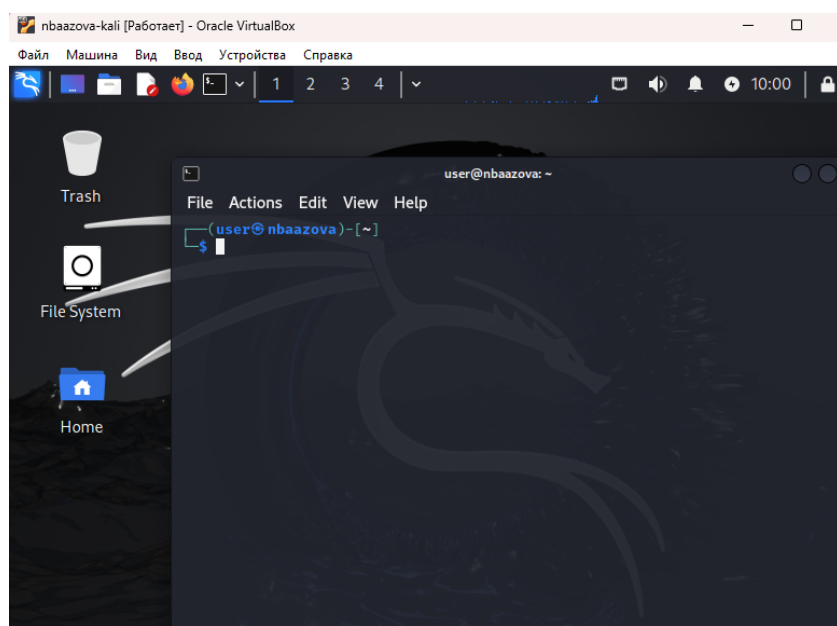 nbaazova-kali [Работает] - Oracle VirtualBox
Файл Машина Вид Ввод Устройства Справка
1 2 3 4 10:00
user@nbaazova: ~
Trash
File Actions Edit View Help
(user㉿nbaazova)-[~]
$
File System
Home